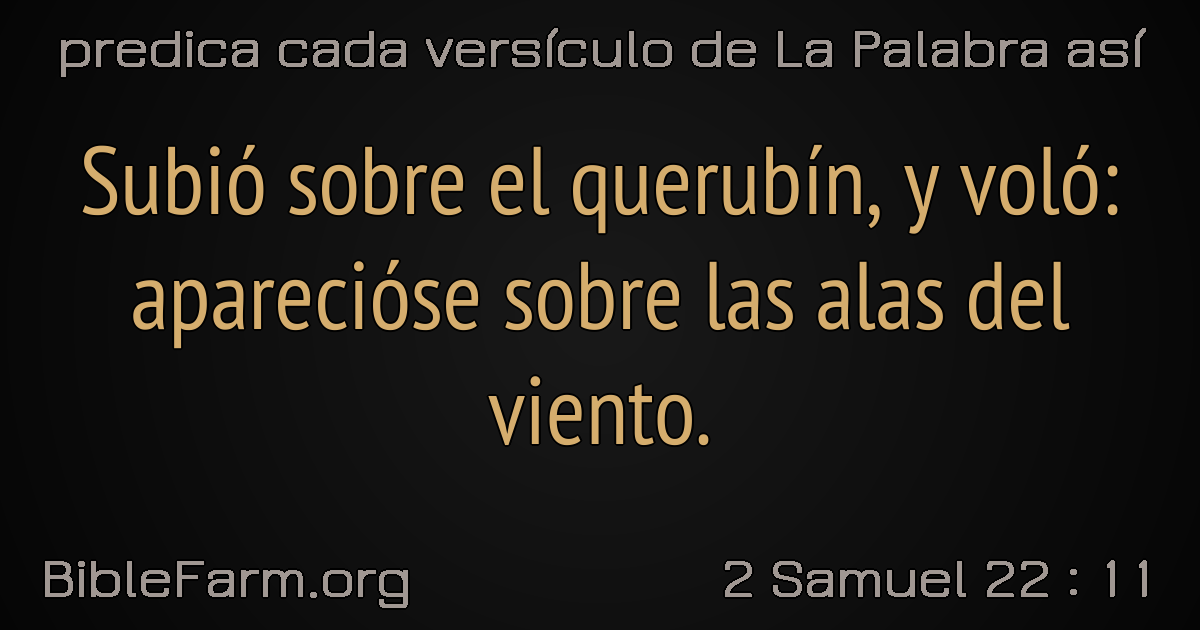 predica cada versículo de La Palabra así
Subió sobre el querubín, y voló:
aparecióse sobre las alas del
viento.
BibleFarm.org
2 Samuel 22 : 11